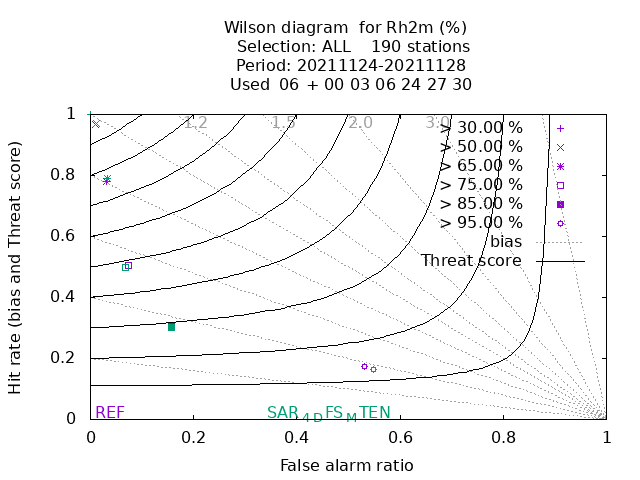 Wilson diagram  for Rh2m (%)
Selection: ALL    190 stations
Period: 20211124-20211128
Used  06  + 00 03 06 24 27 30
1.2 1.5 2.0 3.0
> 30.00 %
> 50.00 %
> 65.00 %
> 75.00 %
> 85.00 %
> 95.00 %
bias
Threat score
Hit rate (bias and Threat score)
1
0.8
0.6
0.4
0.2
0
REF SAR4DFSMTEN
0 0.2 0.4 0.6 0.8 1
False alarm ratio